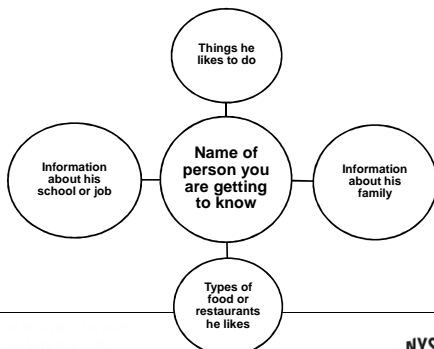 Things he
likes to do
Name of
person you
are getting
to know
Information
about his
school or job
Information
about his
family
Types of
food or
restaurants
he likes
NYS